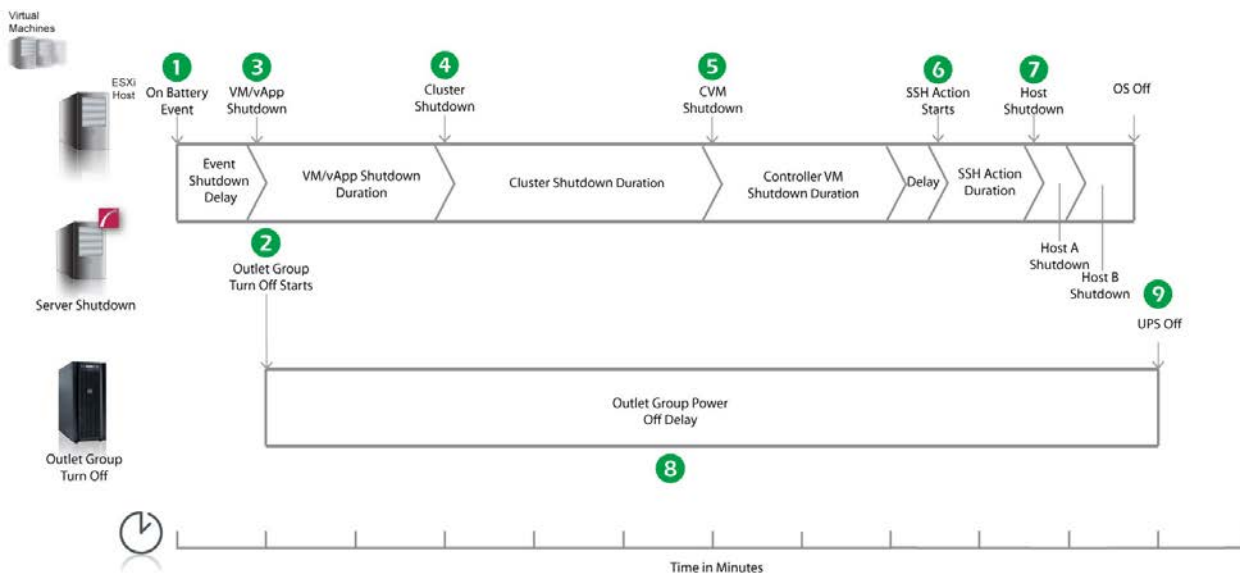 Virtual
Machines
ESXi
Host
1
On Battery
Event
3
VM/vApp
Shutdown
4
Cluster
Shutdown
5
CVM
Shutdown
6
SSH Action
Starts
7
Host
Shutdown
OS Off
Event
Shutdown
Delay
VM/vApp Shutdown
Duration
Cluster Shutdown Duration
Controller VM
Shutdown Duration
Delay
SSH Action
Duration
2
Outlet Group
Turn Off Starts
Host A
Shutdown
Host B
Shutdown
9
UPS Off
Server Shutdown
Outlet Group Power
Off Delay
8
Outlet Group
Turn Off
Time in Minutes